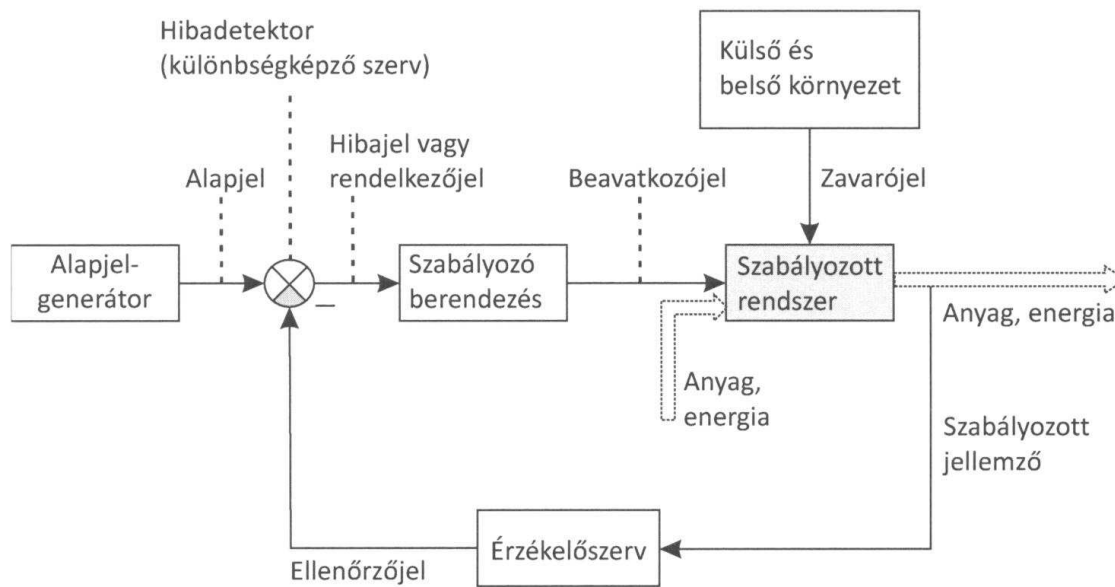 Hibadetektor
(különbségképző szerv)
Külső és
belső környezet
Alapjel
Hibajel vagy
rendelkezőjel
Beavatkozójel
Zavarójel
Alapjel-
generátor
Szabályozó
berendezés
Szabályozott
rendszer
Anyag, energia
Anyag,
energia
Szabályozott
jellemző
Érzékelőszerv
Ellenőrzőjel